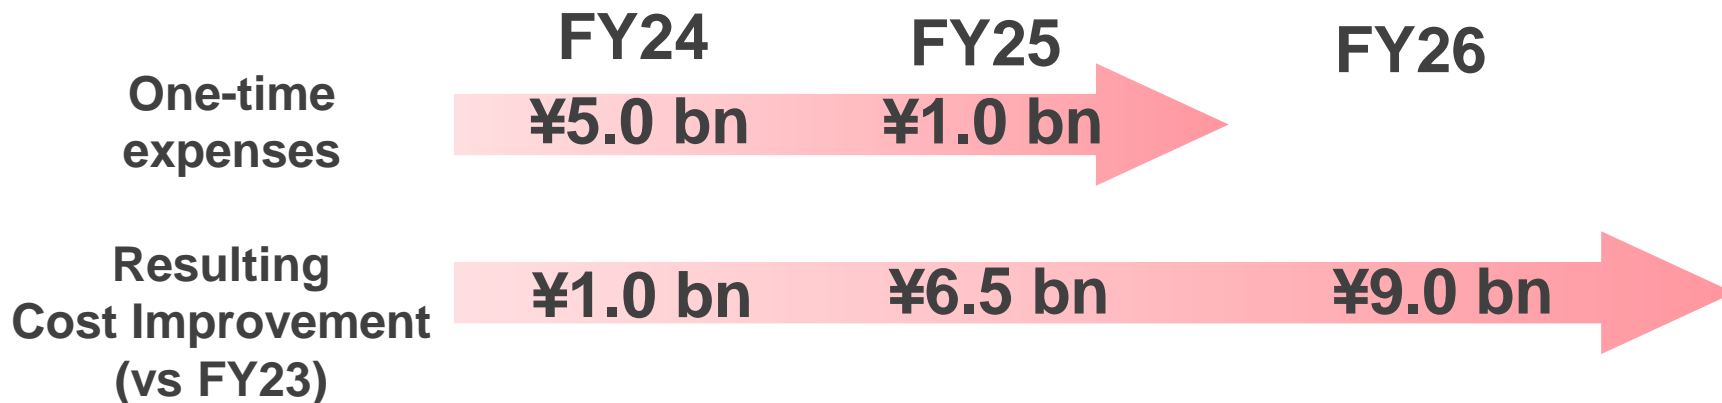 FY24 FY25 FY26
One-time
expenses
¥5.0 bn ¥1.0 bn
Resulting
Cost Improvement
(vs FY23)
¥1.0 bn ¥6.5 bn ¥9.0 bn